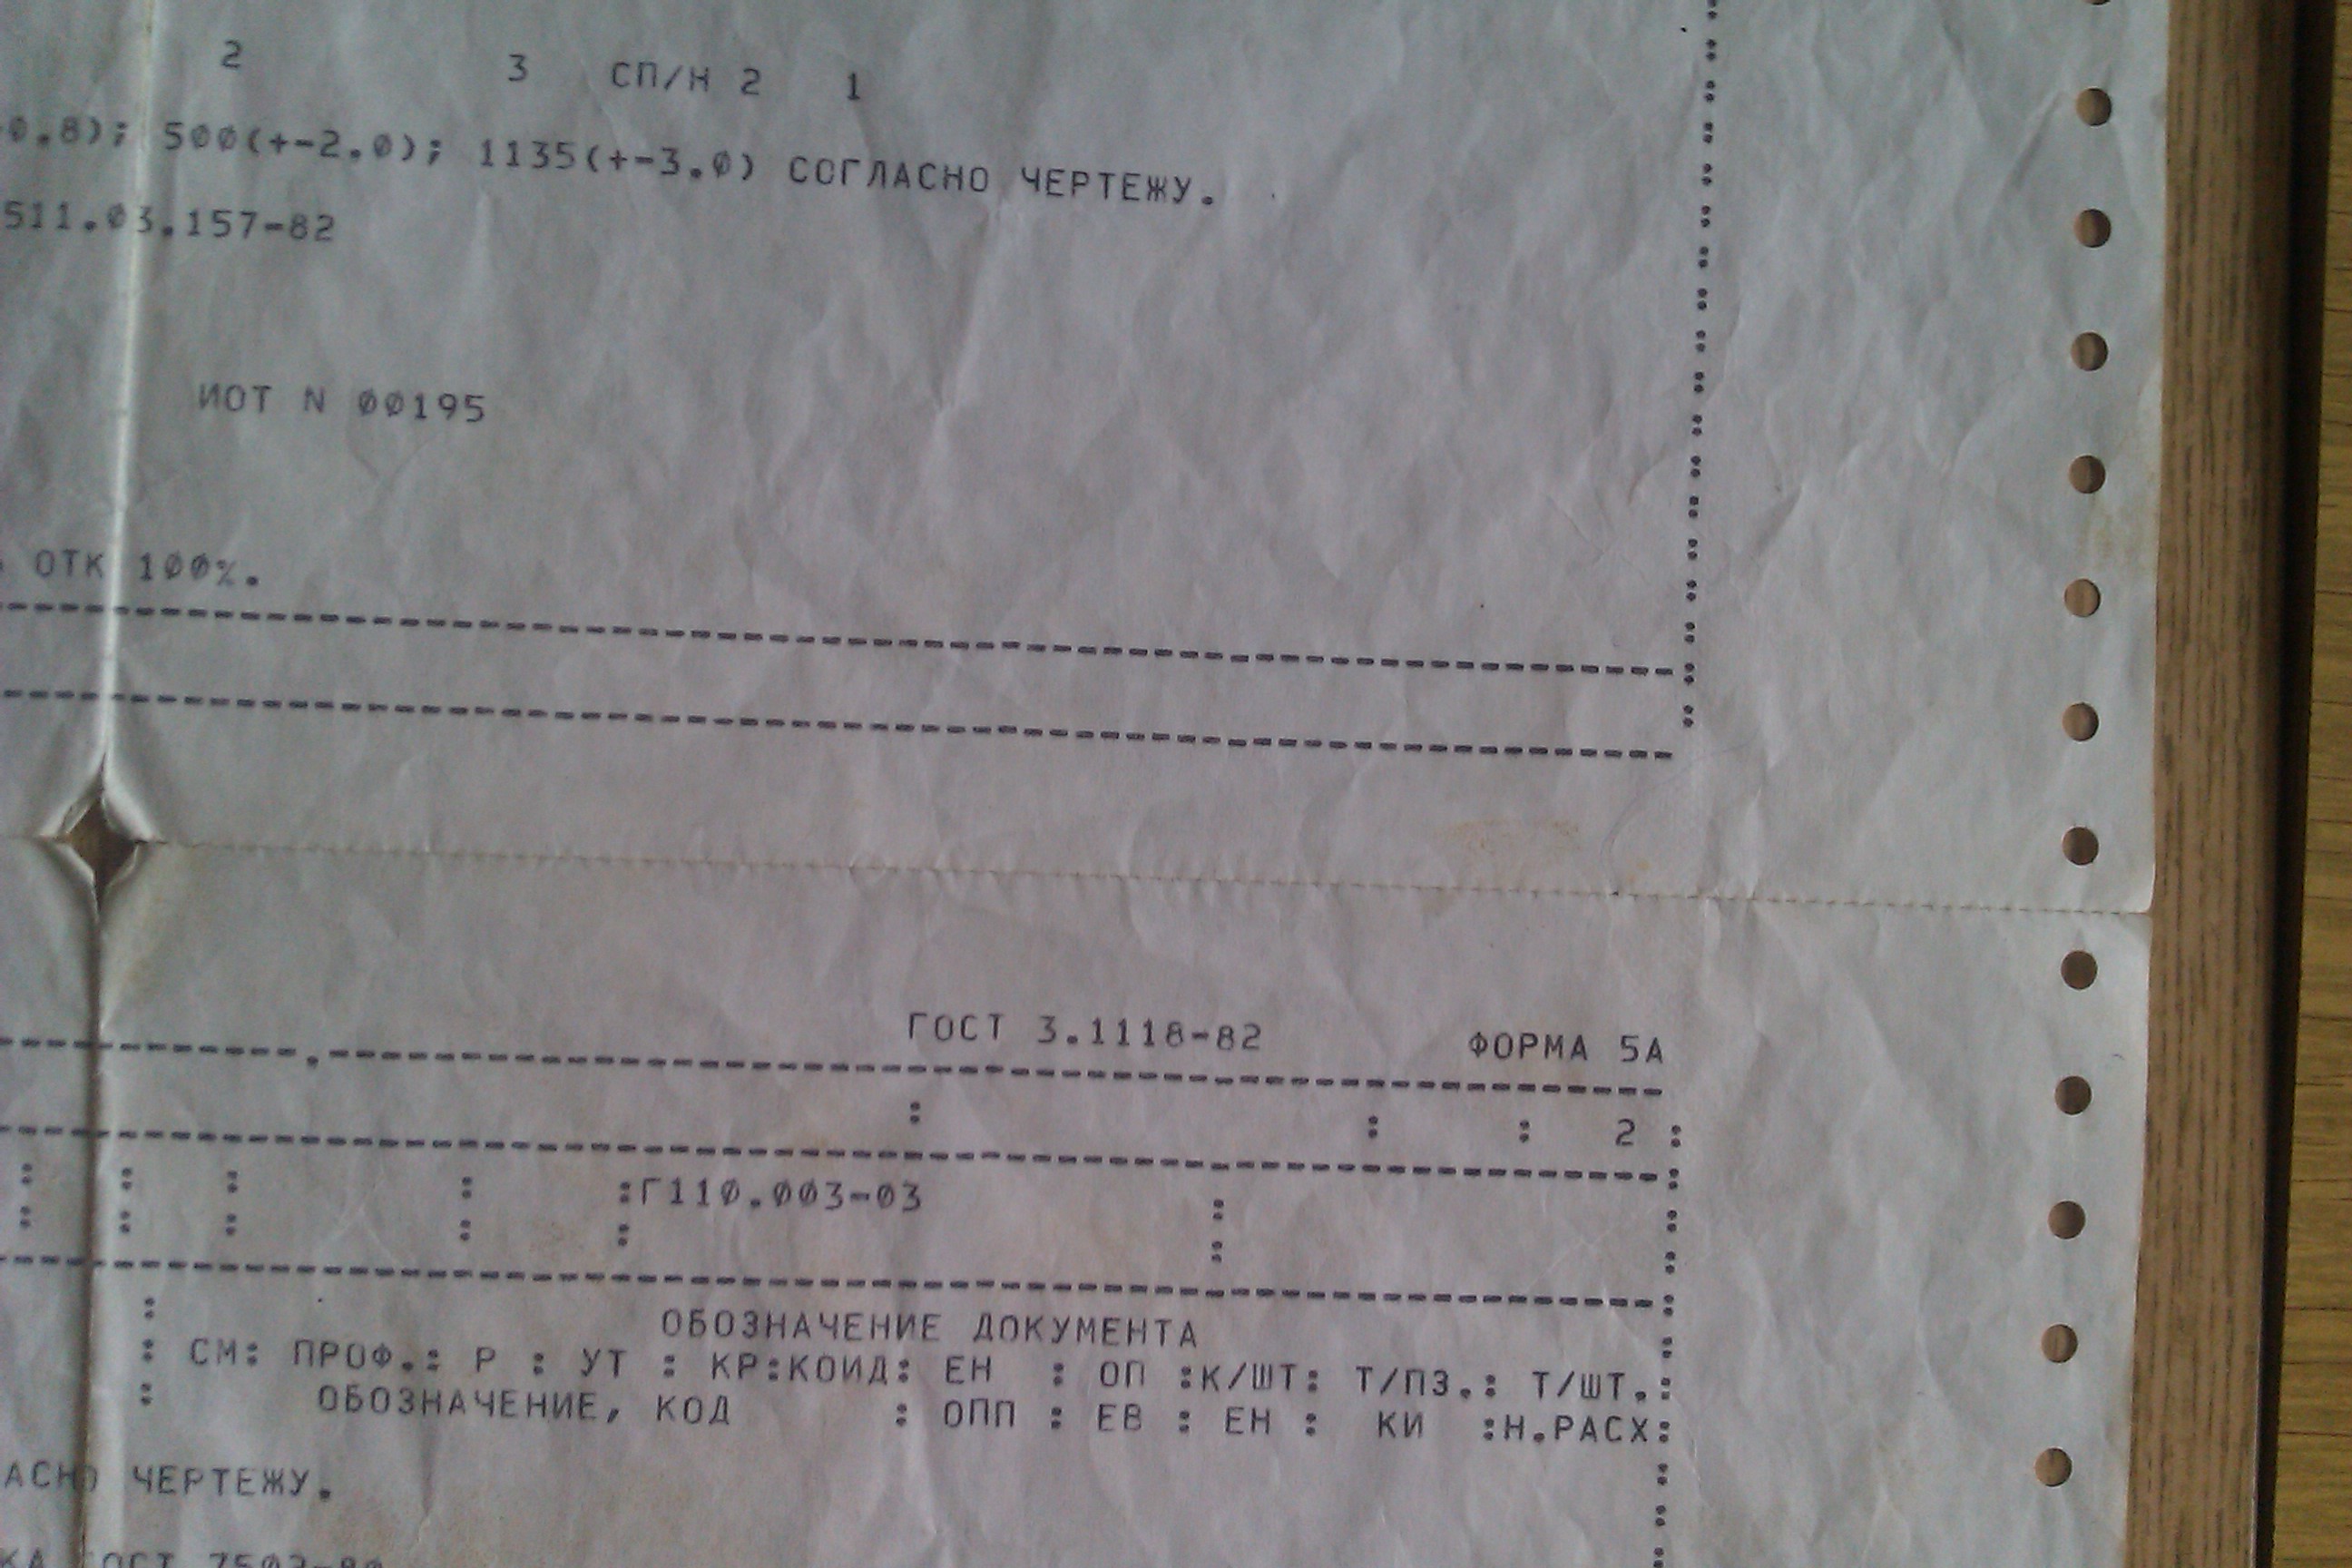 2 3 СП/Н 2 1
0.8); 500(+-2.0); 1135(+-3.0) СОГЛАСНО ЧЕРТЕЖУ.
511.03.157-82
ИОТ N 00195
ОТК 100%.
ГОСТ 3.1118-82 ФОРМА 5А
: : : 2 :
: : : : :Г110.003-03 : :
: ОБОЗНАЧЕНИЕ ДОКУМЕНТА :
: СМ: ПРОФ.: Р : УТ : КР:КОИД: ЕН : ОП :К/ШТ: Т/ПЗ.: Т/ШТ.:
: ОБОЗНАЧЕНИЕ, КОД : ОПП : ЕВ : ЕН : КИ :Н.РАСХ:
АСНО ЧЕРТЕЖУ.
КА ГОСТ 7502-80